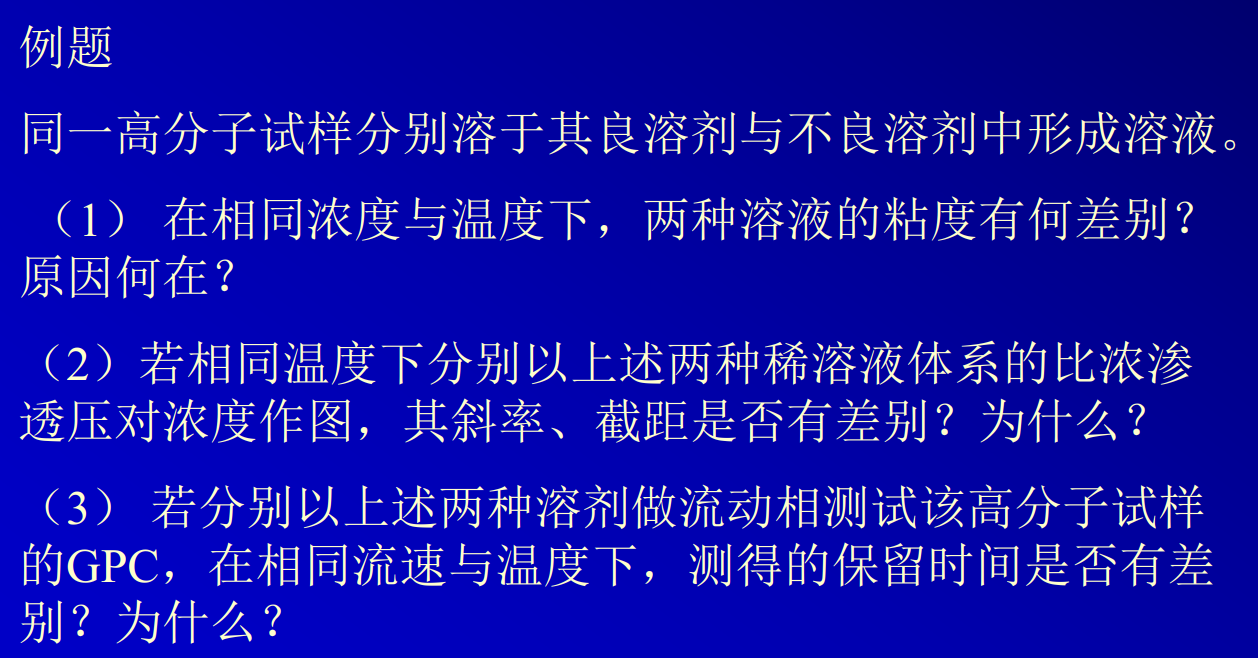 例题
同一高分子试样分别溶于其良溶剂与不良溶剂中形成溶液。
（1） 在相同浓度与温度下，两种溶液的粘度有何差别？
原因何在？
（2）若相同温度下分别以上述两种稀溶液体系的比浓渗
透压对浓度作图，其斜率、截距是否有差别？为什么？
（3） 若分别以上述两种溶剂做流动相测试该高分子试样
的GPC，在相同流速与温度下，测得的保留时间是否有差
别？为什么？